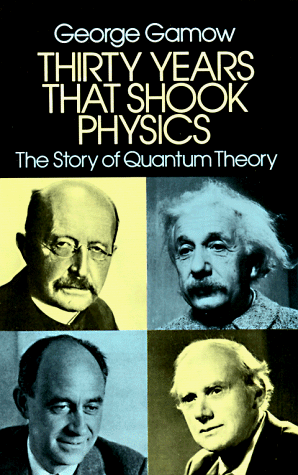 George Gamow
THIRTY YEARS
THAT SHOOK
PHYSICS
The Story of Quantum Theory